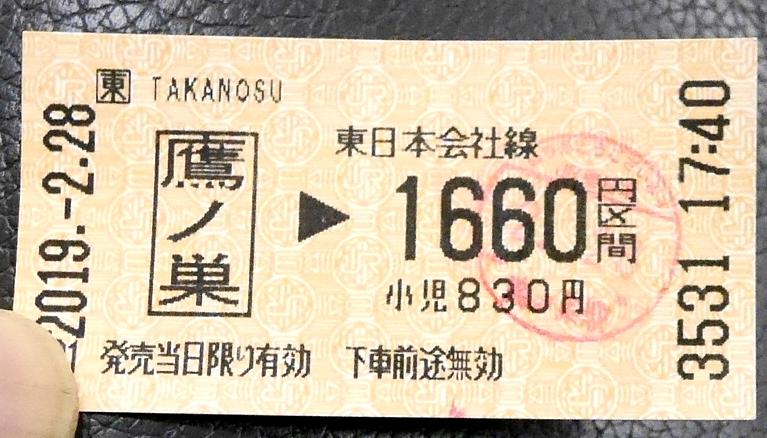 東 TAKANOSU
鷹ノ巣
東日本会社線
1660円区間
小児830円
発売当日限り有効 下車前途無効
2019.-2.28
3531 17:40